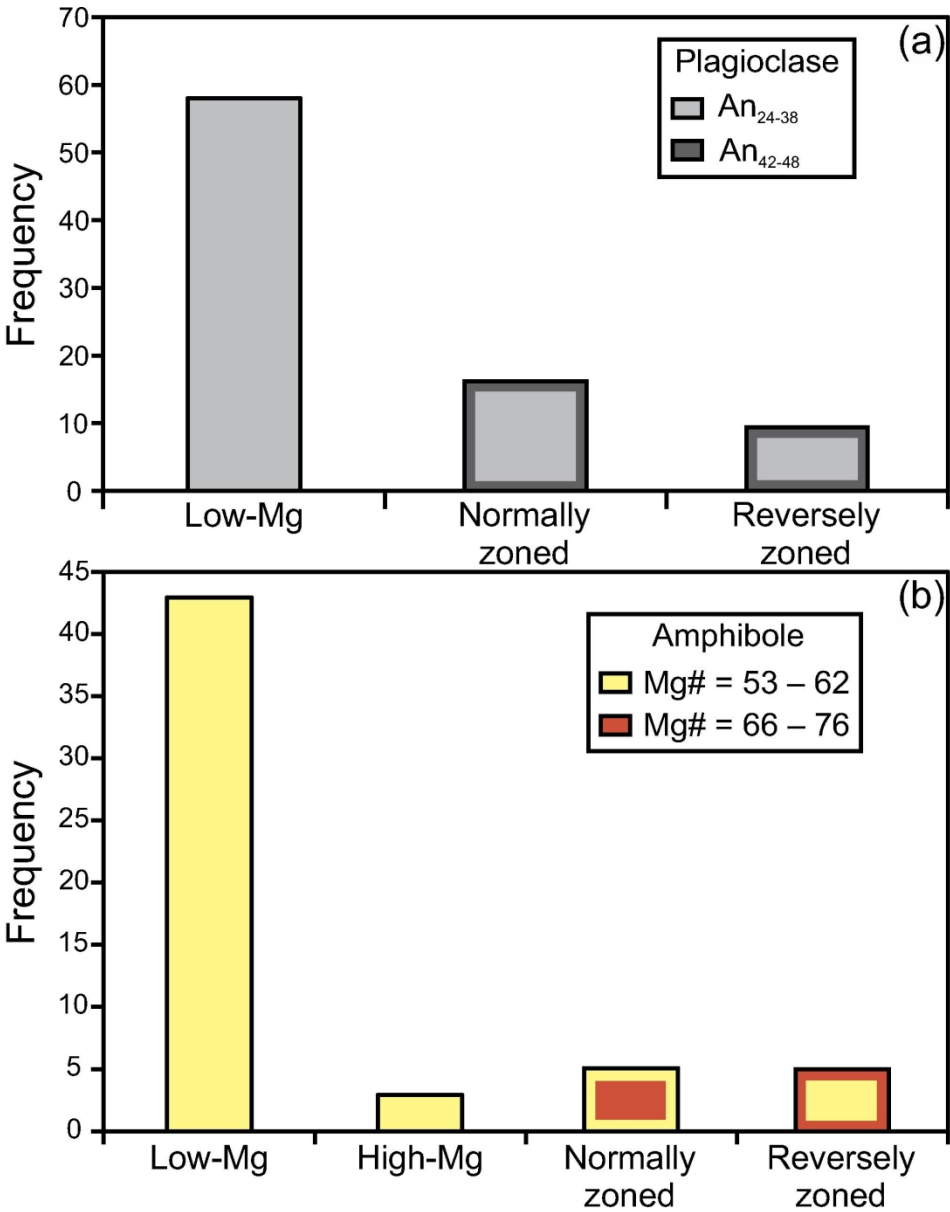 (a)
70
60
50
40
30
20
10
0
Frequency
Plagioclase
An24-38
An42-48
Low-Mg
Normally
zoned
Reversely
zoned
(b)
45
40
35
30
25
20
15
10
5
0
Frequency
Amphibole
Mg# = 53 – 62
Mg# = 66 – 76
Low-Mg
High-Mg
Normally
zoned
Reversely
zoned